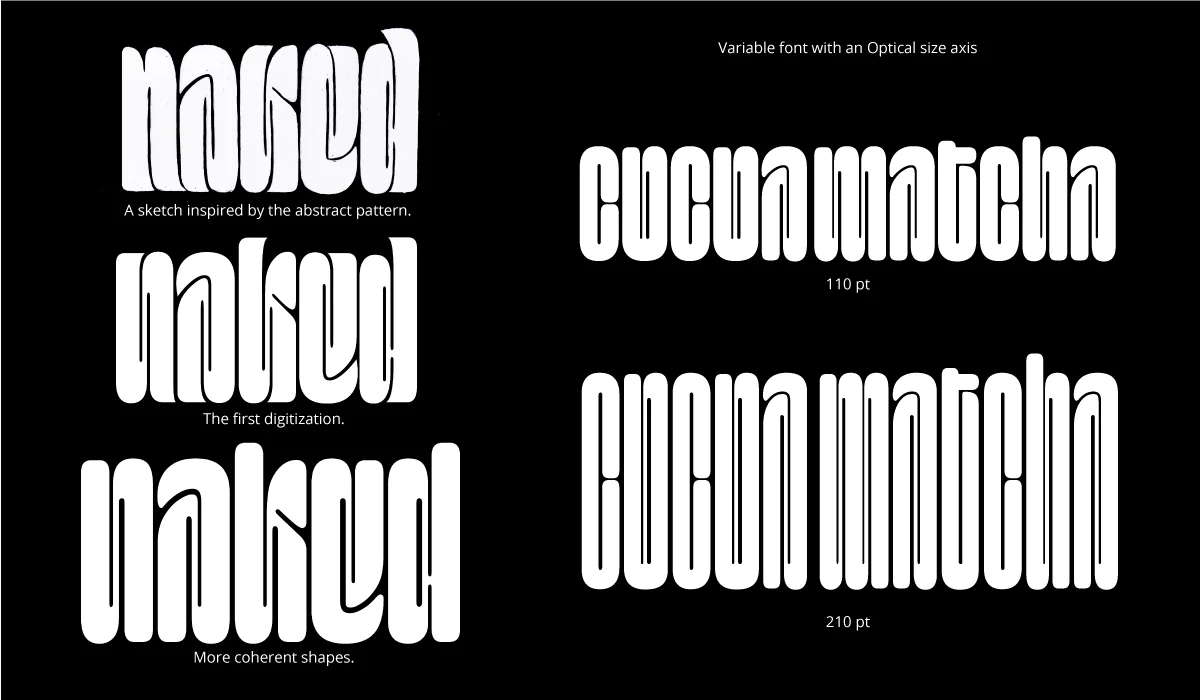 naked
A sketch inspired by the abstract pattern.
naked
The first digitization.
naked
More coherent shapes.
Variable font with an Optical size axis
cucua matcha
110 pt
cucua matcha
210 pt